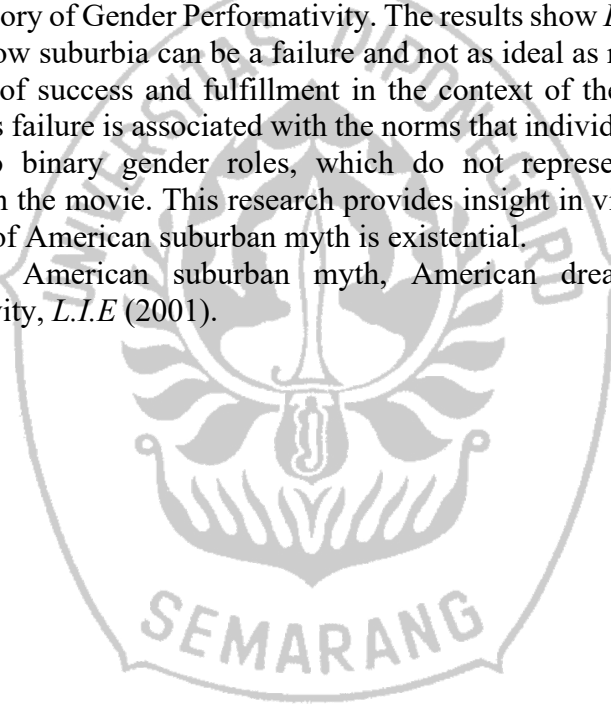 ory of Gender Performativity. The results show
ow suburbia can be a failure and not as ideal as
of success and fulfillment in the context of the
s failure is associated with the norms that individ
binary gender roles, which do not represe
n the movie. This research provides insight in
of American suburban myth is existential.
American suburban myth, American drea
vity, L.I.E (2001).
UNIVERSITAS DIPONEGORO
SEMARANG